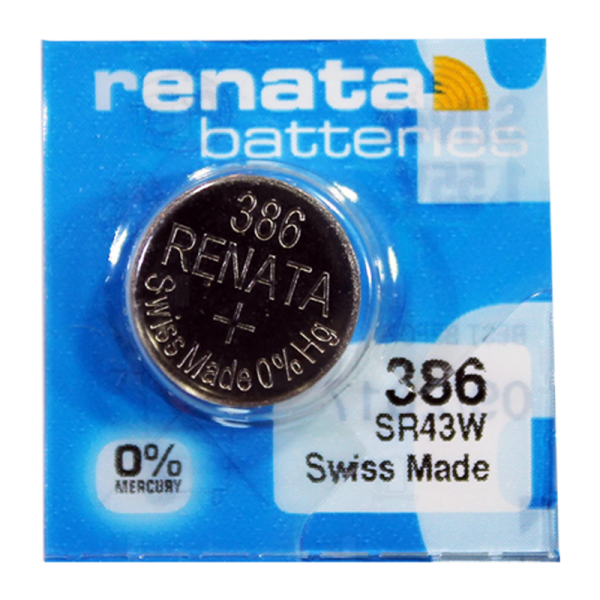 renata
batteries
386
RENATA
+
Swiss Made 0% Hg
386
SR43W
Swiss Made
0%
MERCURY